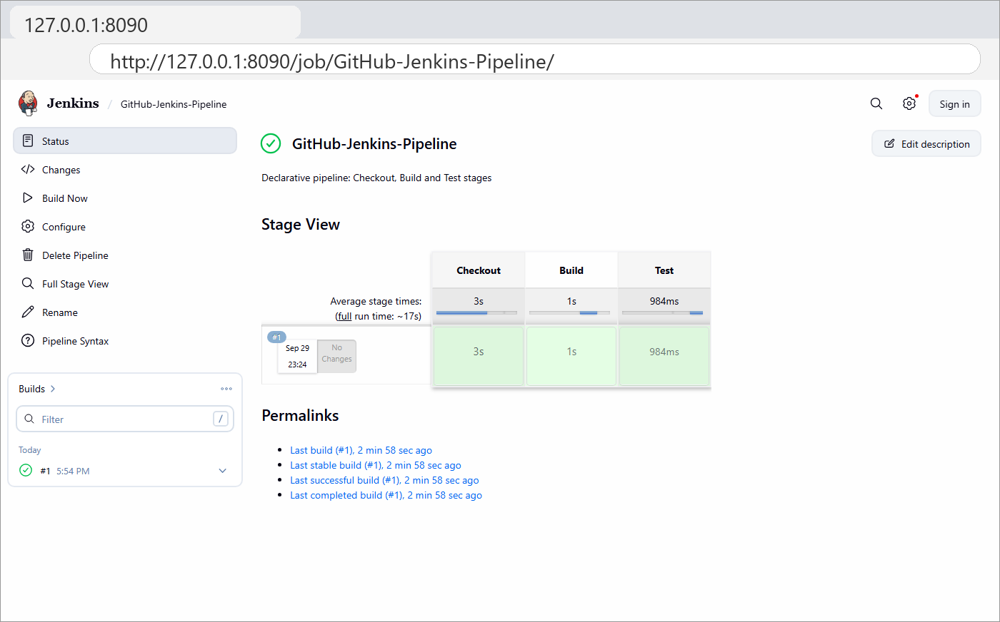 127.0.0.1:8090
http://127.0.0.1:8090/job/GitHub-Jenkins-Pipeline/
Jenkins / GitHub-Jenkins-Pipeline
Sign in
Status
Changes
Build Now
Configure
Delete Pipeline
Full Stage View
Rename
Pipeline Syntax
Builds
Filter /
Today
#1 5:54 PM
GitHub-Jenkins-Pipeline
Edit description
Declarative pipeline: Checkout, Build and Test stages
Stage View
Checkout Build Test
Average stage times: 3s 1s 984ms
(full run time: ~17s)
#1
Sep 29
23:24
No
Changes
3s 1s 984ms
Permalinks
Last build (#1), 2 min 58 sec ago
Last stable build (#1), 2 min 58 sec ago
Last successful build (#1), 2 min 58 sec ago
Last completed build (#1), 2 min 58 sec ago